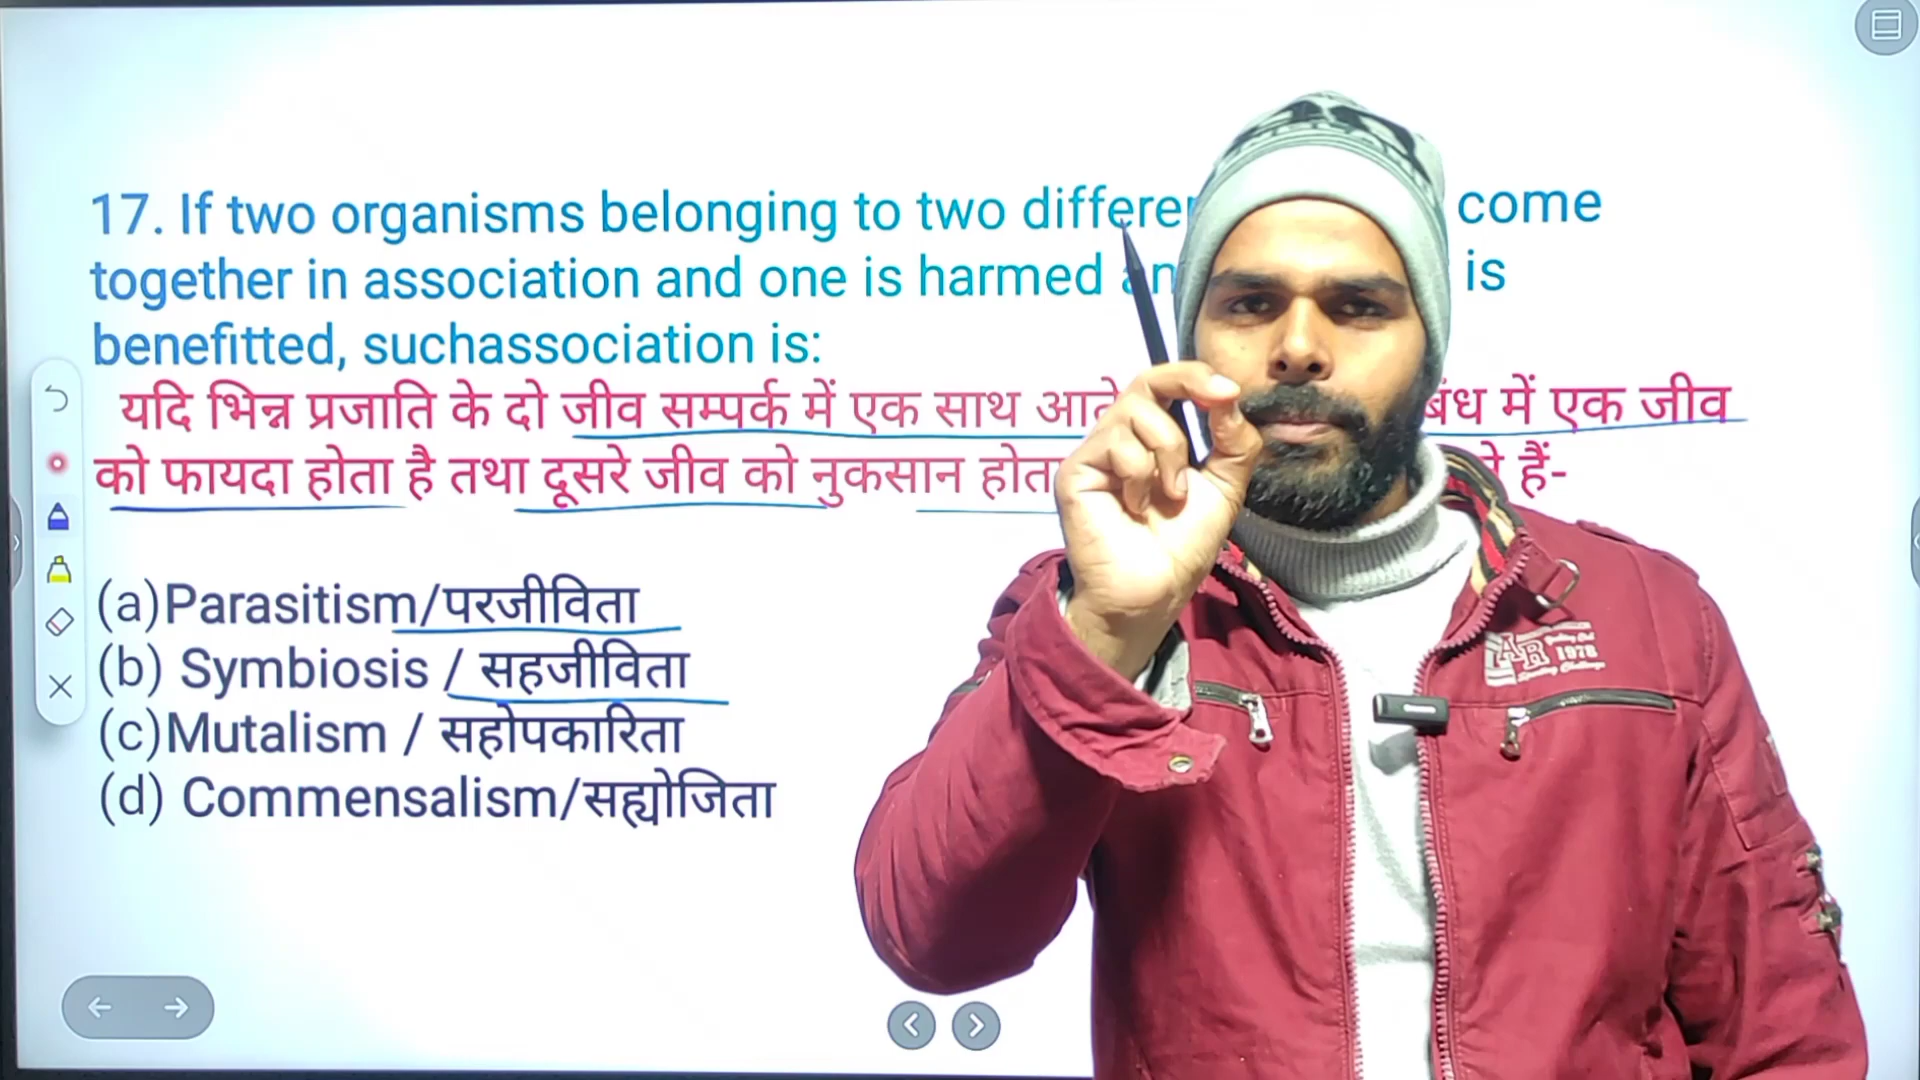 17. If two organisms belonging to two come
together in association and one is harmed is
benefitted, suchassociation is:
यदि भिन्न प्रजाति के दो जीव सम्पर्क में एक साथ में एक जीव
को फायदा होता है तथा दूसरे जीव को नुकसान हैं-
(a)Parasitism/परजीविता
(b) Symbiosis / सहजीविता
(c)Mutalism / सहोपकारिता
(d) Commensalism/सह्योजिता
AR
1978